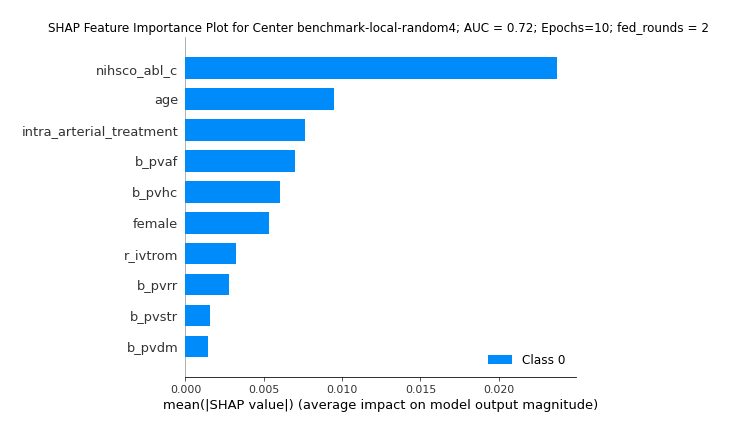 SHAP Feature Importance Plot for Center benchmark-local-random4; AUC = 0.72; Epochs=10; fed_rounds = 2
nihsco_abl_c
age
intra_arterial_treatment
b_pvaf
b_pvhc
female
r_ivtrom
b_pvrr
b_pvstr
b_pvdm
Class 0
0.000 0.005 0.010 0.015 0.020
mean(|SHAP value|) (average impact on model output magnitude)